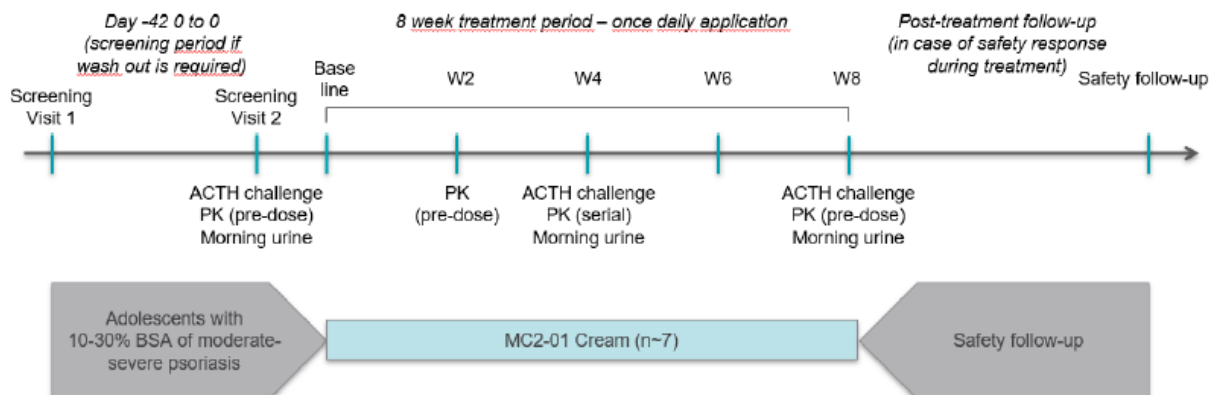 Day -42 0 to 0
(screening period if
wash out is required)
8 week treatment period – once daily application
Post-treatment follow-up
(in case of safety response
during treatment)
Screening
Visit 1
Screening
Visit 2
Base
line
W2
W4
W6
W8
Safety follow-up
ACTH challenge
PK (pre-dose)
Morning urine
PK
(pre-dose)
ACTH challenge
PK (serial)
Morning urine
ACTH challenge
PK (pre-dose)
Morning urine
Adolescents with
10-30% BSA of moderate-
severe psoriasis
MC2-01 Cream (n~7)
Safety follow-up